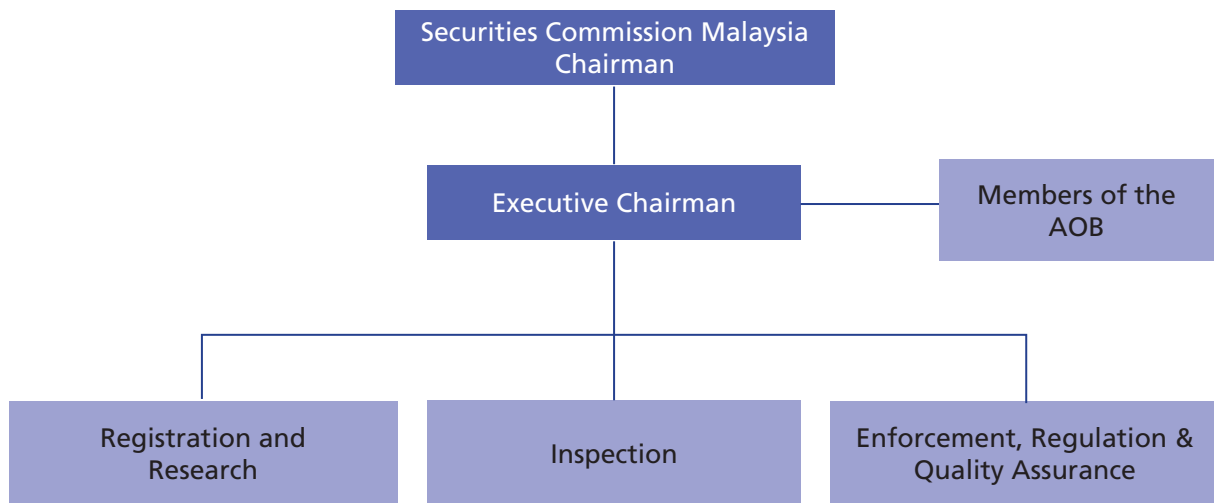 Securities Commission Malaysia
Chairman
Executive Chairman
Members of the
AOB
Registration and
Research
Inspection
Enforcement, Regulation &
Quality Assurance